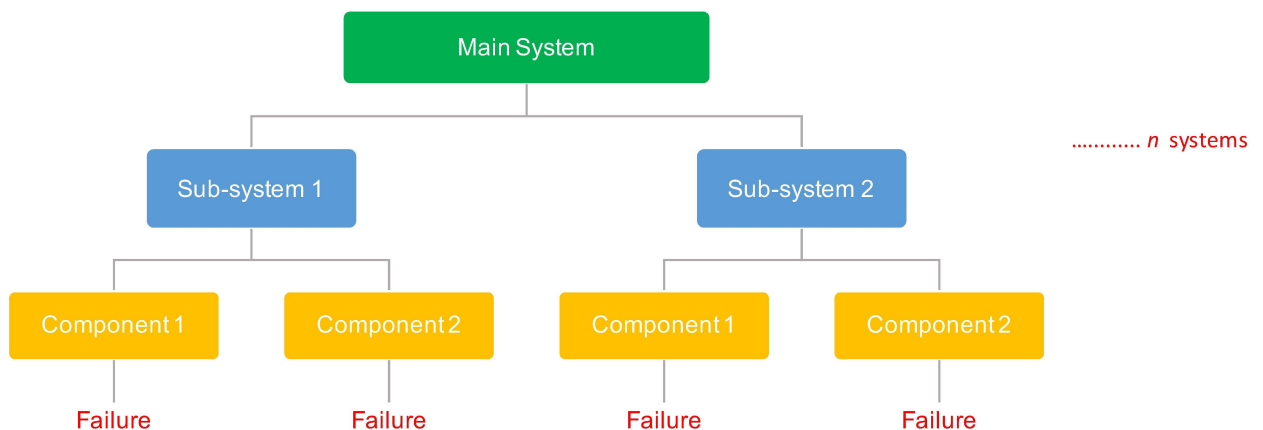 Main System
............ n systems
Sub-system 1
Sub-system 2
Component 1
Component 2
Component 1
Component 2
Failure
Failure
Failure
Failure